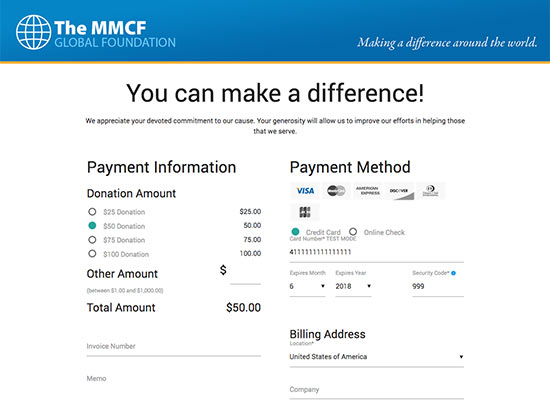 The MMCF
GLOBAL FOUNDATION
Making a difference around the world.
You can make a difference!
We appreciate your devoted commitment to our cause. Your generosity will allow us to improve our efforts in helping those
that we serve.
Payment Information
Donation Amount
$25 Donation $25.00
$50 Donation 50.00
$75 Donation 75.00
$100 Donation 100.00
Other Amount $
(between $1.00 and $1,000.00)
Total Amount $50.00
Invoice Number
Memo
Payment Method
VISA AMERICAN EXPRESS DISCOVER
JCB
Credit Card Online Check
Card Number* TEST MODE
4111111111111111
Expires Month Expires Year Security Code*
6 2018 999
Billing Address
Location*
United States of America
Company